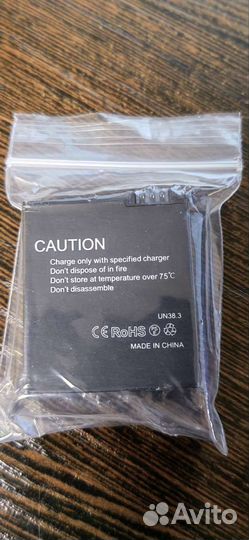 CAUTION
Charge only with specified charger
Don't dispose of in fire
Don't store at temperature over 75℃
Don't disassemble
UN38.3
CE RoHS
MADE IN CHINA
Avito